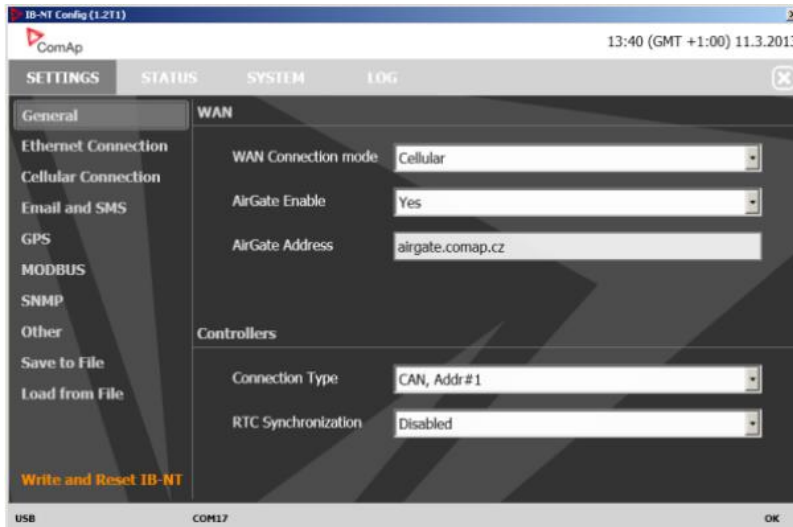 IB-NT Config (1.2T1)
ComAp
13:40 (GMT +1:00) 11.3.2013
SETTINGS STATUS SYSTEM LOG
General
Ethernet Connection
Cellular Connection
Email and SMS
GPS
MODBUS
SNMP
Other
Save to File
Load from File
Write and Reset IB-NT
WAN
WAN Connection mode Cellular
AirGate Enable Yes
AirGate Address airgate.comap.cz
Controllers
Connection Type CAN, Addr#1
RTC Synchronization Disabled
USB COM17 OK